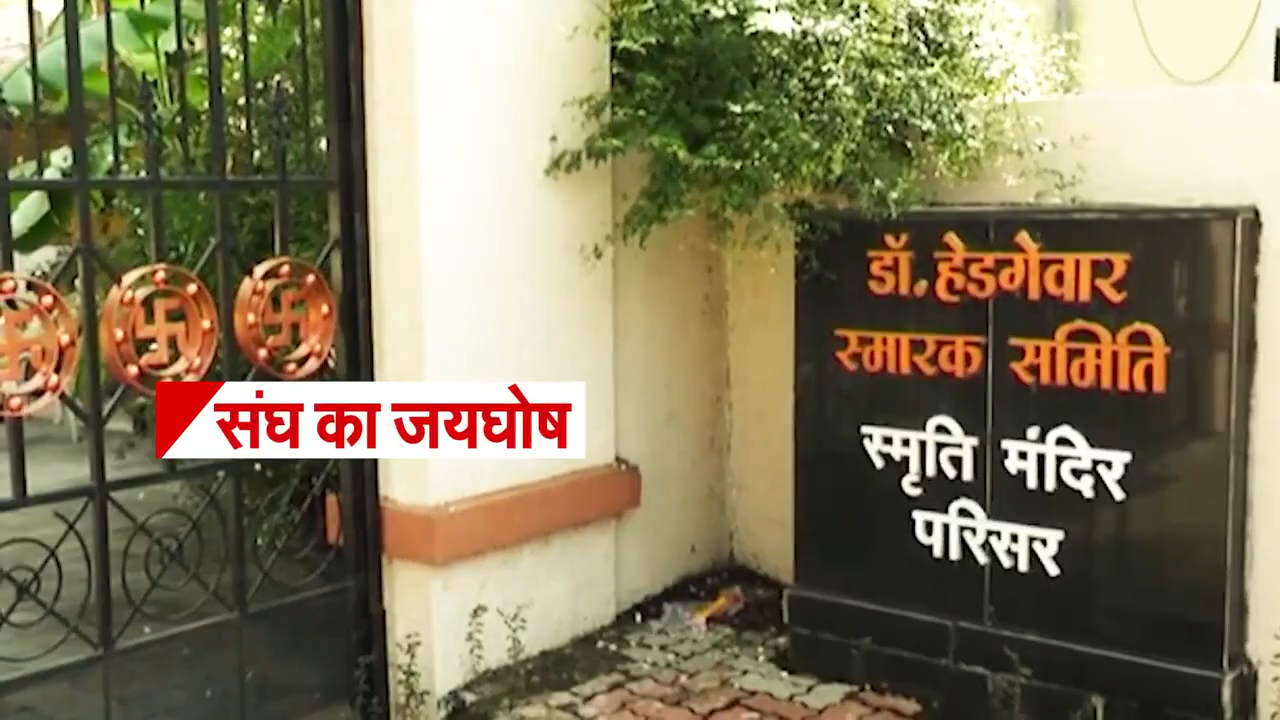 संघ का जयघोष
डॉ. हेडगेवार
स्मारक समिति
स्मृति मंदिर
परिसर